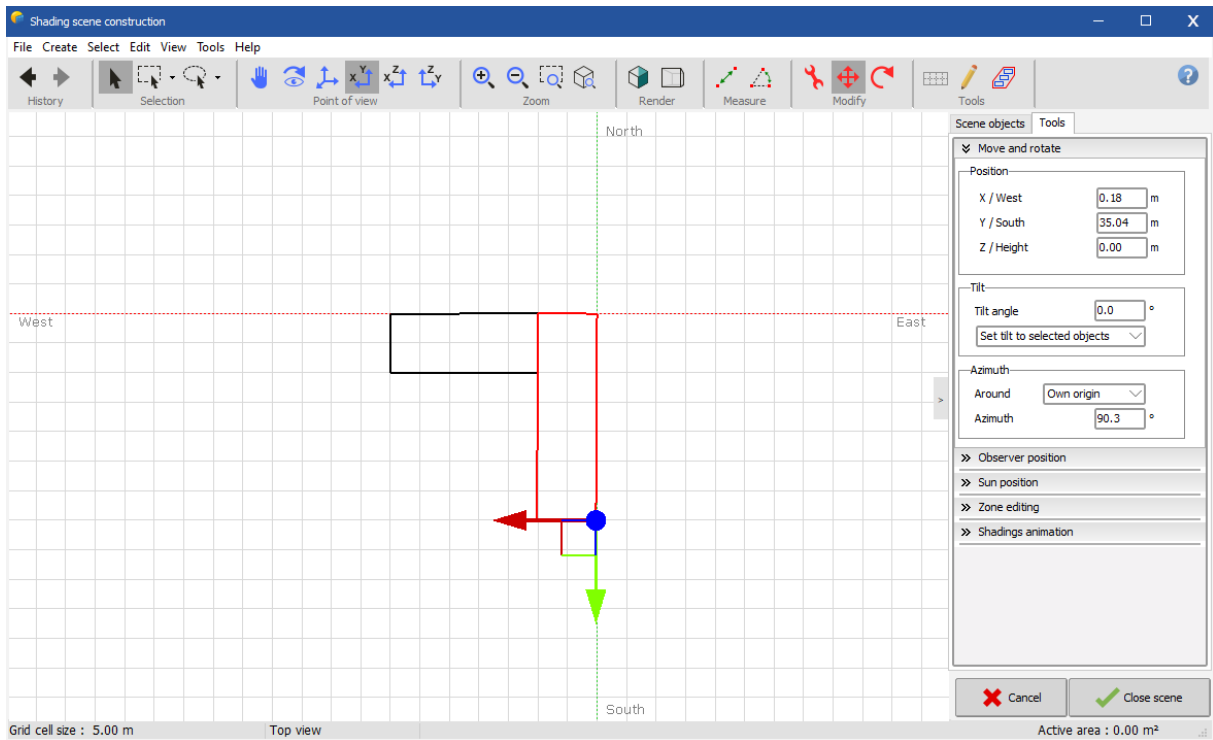 Shading scene construction
File Create Select Edit View Tools Help
History Selection Point of view Zoom Render Measure Modify Tools
X Y X Z Z Y
?
North
West East
South
>
Scene objects Tools
Move and rotate
Position
X / West 0.18 m
Y / South 35.04 m
Z / Height 0.00 m
Tilt
Tilt angle 0.0 °
Set tilt to selected objects
Azimuth
Around Own origin
Azimuth 90.3 °
Observer position
Sun position
Zone editing
Shadings animation
Cancel Close scene
Grid cell size : 5.00 m Top view Active area : 0.00 m²